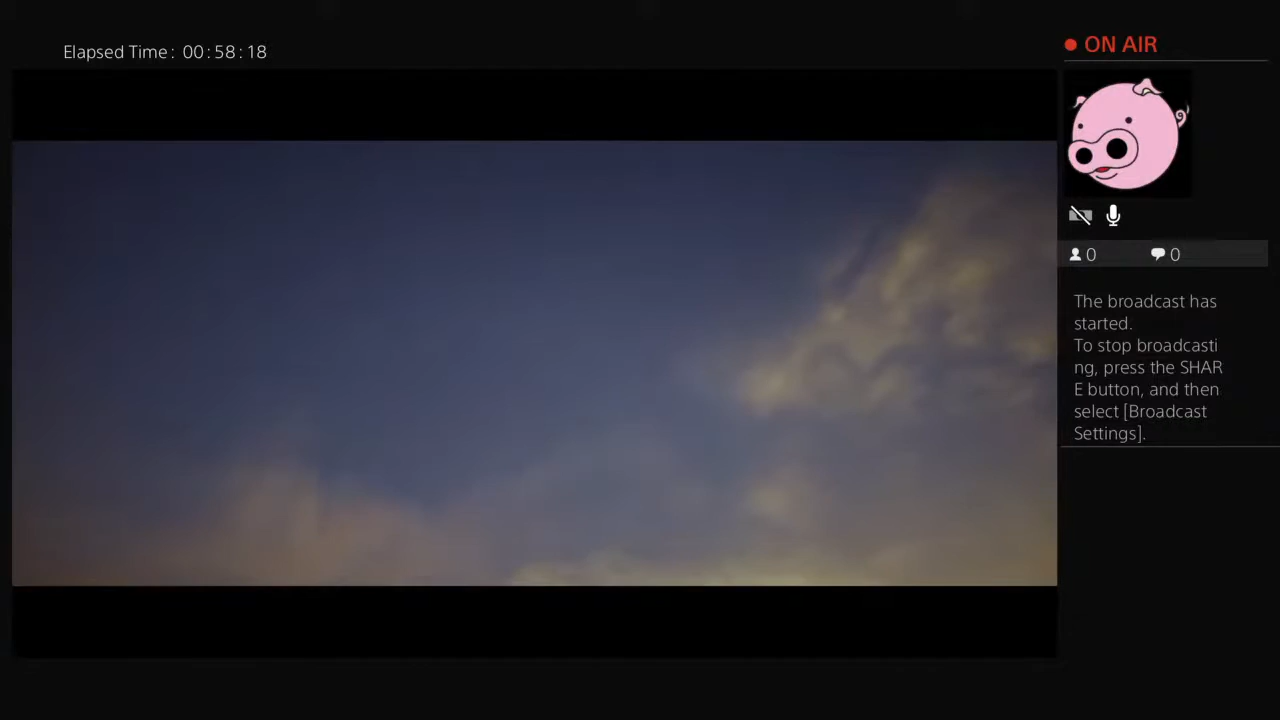 Elapsed Time: 00:58:18
ON AIR
0 0
The broadcast has
started.
To stop broadcasti
ng, press the SHAR
E button, and then
select [Broadcast
Settings].